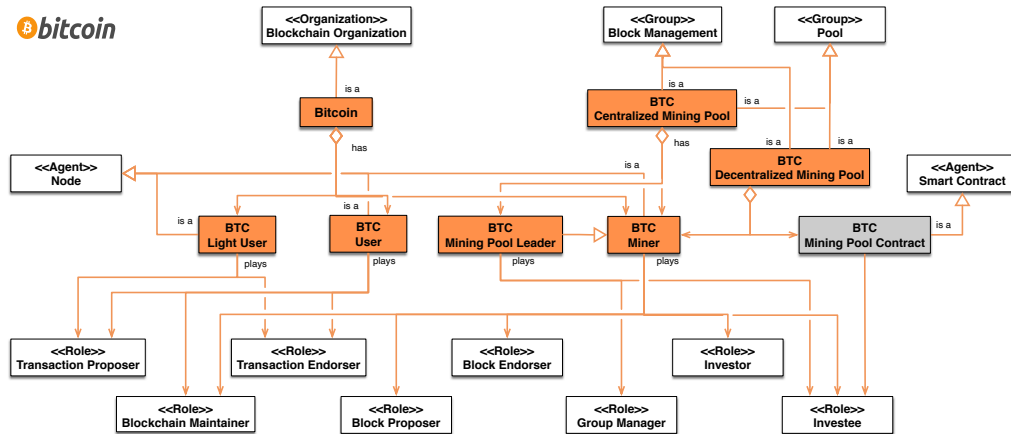 bitcoin
<<Organization>>
Blockchain Organization
<<Group>>
Block Management
<<Group>>
Pool
is a
is a
is a
Bitcoin
BTC
Centralized Mining Pool
has
has
is a
is a
is a
<<Agent>>
Node
BTC
Decentralized Mining Pool
<<Agent>>
Smart Contract
is a
is a
is a
BTC
Light User
BTC
User
BTC
Mining Pool Leader
BTC
Miner
BTC
Mining Pool Contract
plays
plays
plays
plays
<<Role>>
Transaction Proposer
<<Role>>
Transaction Endorser
<<Role>>
Block Endorser
<<Role>>
Investor
<<Role>>
Blockchain Maintainer
<<Role>>
Block Proposer
<<Role>>
Group Manager
<<Role>>
Investee